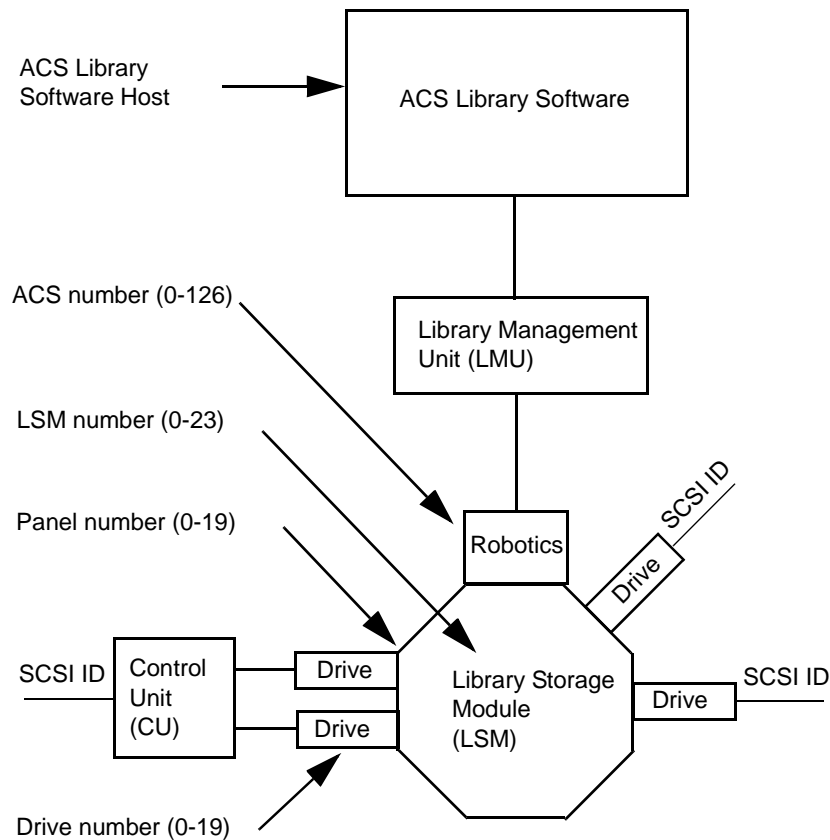 ACS Library
Software Host
ACS Library Software
ACS number (0-126)
Library Management
Unit (LMU)
LSM number (0-23)
Panel number (0-19)
Robotics
SCSI ID
Drive
SCSI ID
Control
Unit
(CU)
Drive
Library Storage
Module
(LSM)
Drive
SCSI ID
Drive
Drive number (0-19)